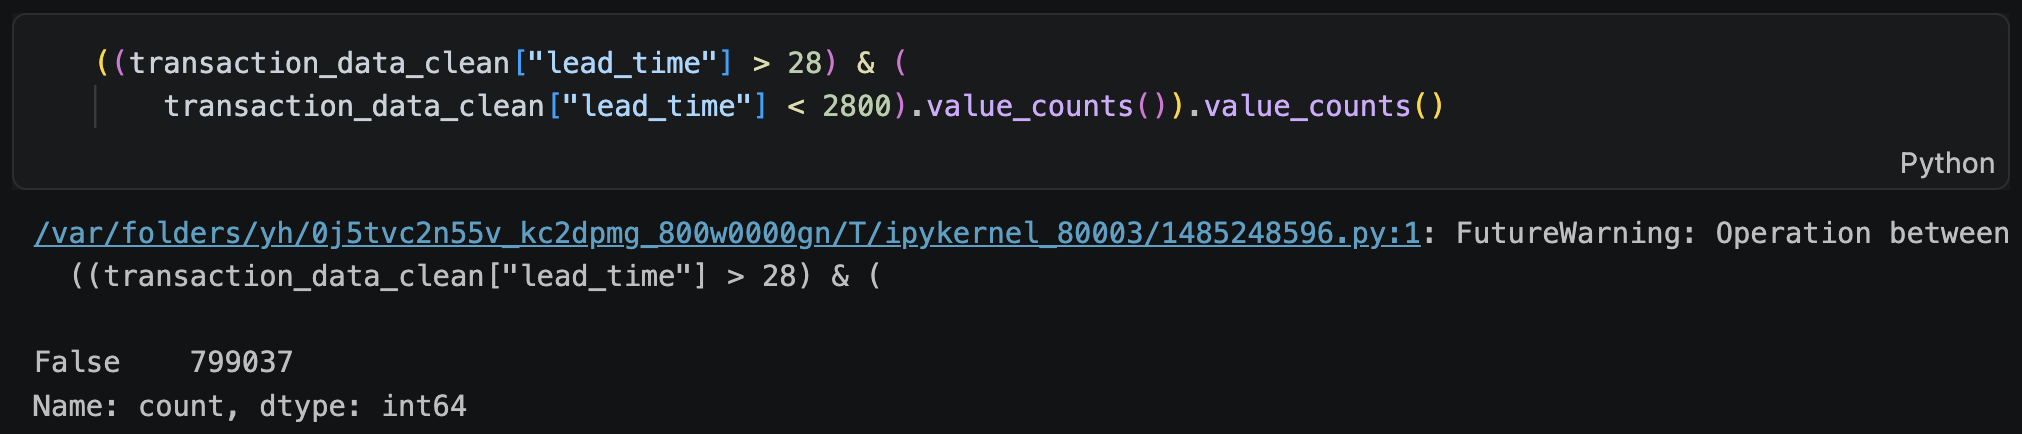 ((transaction_data_clean["lead_time"] > 28) & (
transaction_data_clean["lead_time"] < 2800).value_counts()).value_counts()
Python
/var/folders/yh/0j5tvc2n55v_kc2dpmg_800w0000gn/T/ipykernel_80003/1485248596.py:1: FutureWarning: Operation between
((transaction_data_clean["lead_time"] > 28) & (
False    799037
Name: count, dtype: int64